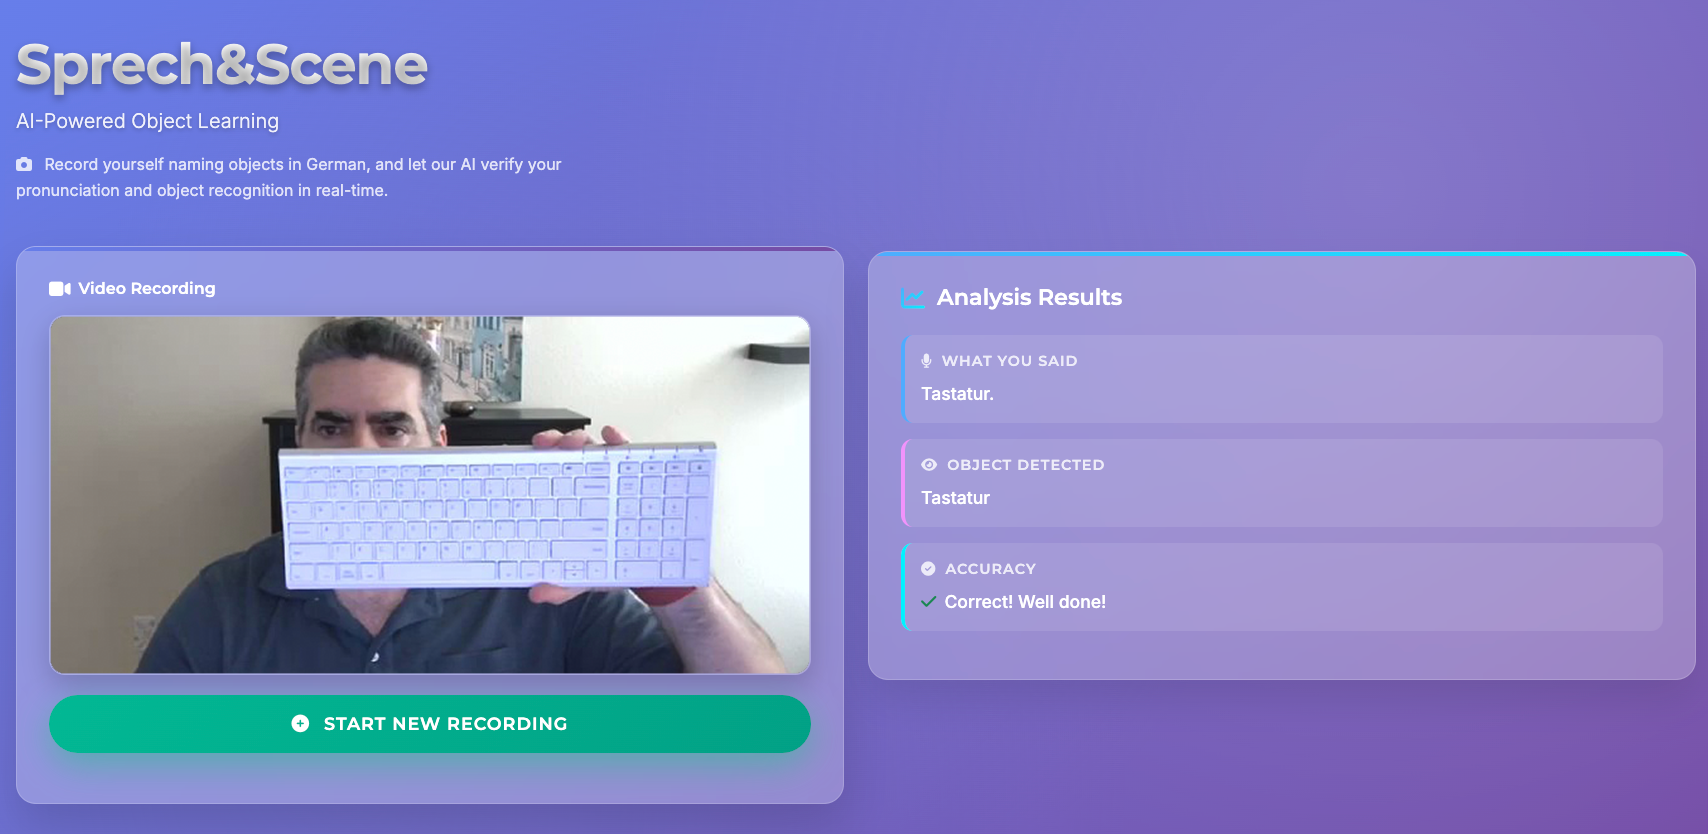 Sprech&Scene
AI-Powered Object Learning
Record yourself naming objects in German, and let our AI verify your
pronunciation and object recognition in real-time.
Video Recording
START NEW RECORDING
Analysis Results
WHAT YOU SAID
Tastatur.
OBJECT DETECTED
Tastatur
ACCURACY
Correct! Well done!